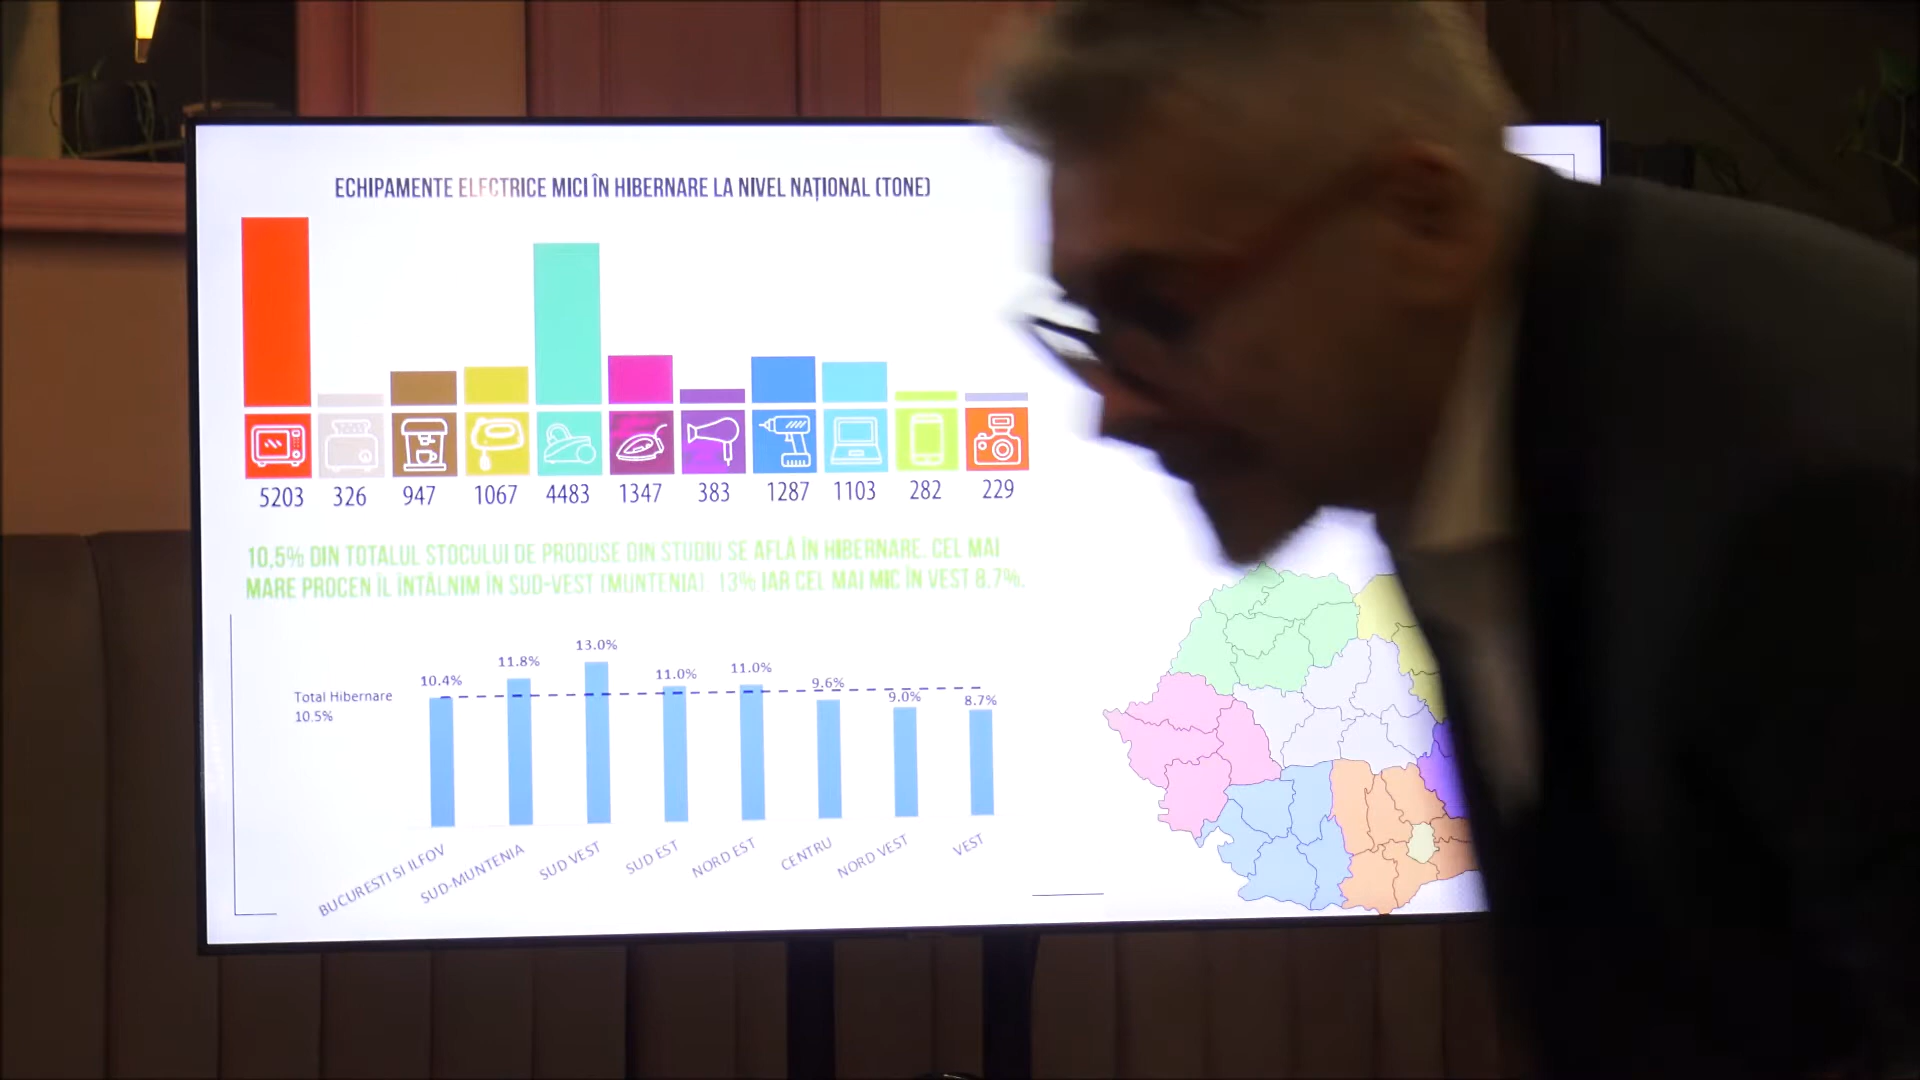 ECHIPAMENTE ELECTRICE MICI ÎN HIBERNARE LA NIVEL NAȚIONAL (TONE)
5203 326 947 1067 4483 1347 383 1287 1103 282 229
10,5% DIN TOTALUL STOCULUI DE PRODUSE DIN STUDIU SE AFLĂ ÎN HIBERNARE. CEL MAI
MARE PROCEN ÎL ÎNTÂLNIM ÎN SUD-VEST (MUNTENIA). 13% IAR CEL MAI MIC ÎN VEST 8.7%.
Total Hibernare
10.5%
10.4% 11.8% 13.0% 11.0% 11.0% 9.6% 9.0% 8.7%
BUCURESTI SI ILFOV SUD-MUNTENIA SUD VEST SUD EST NORD EST CENTRU NORD VEST VEST